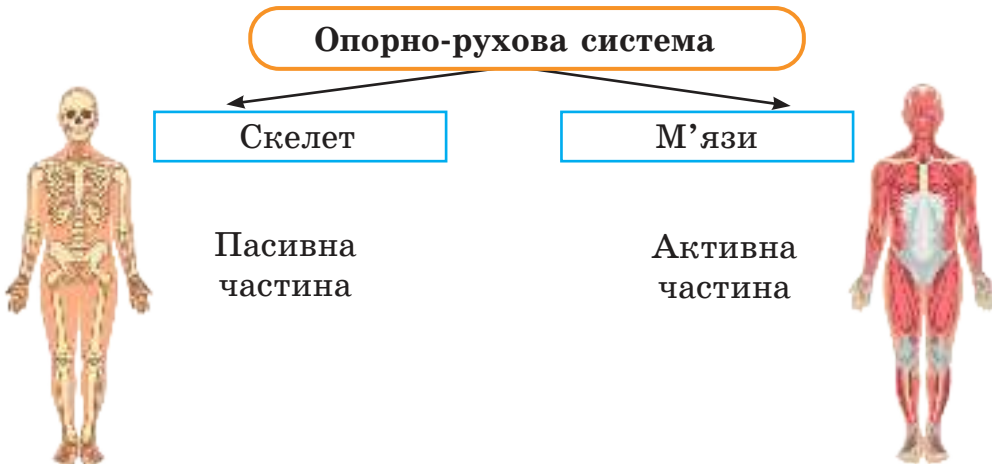 Опорно-рухова система
Скелет
М’язи
Пасивна
частина
Активна
частина